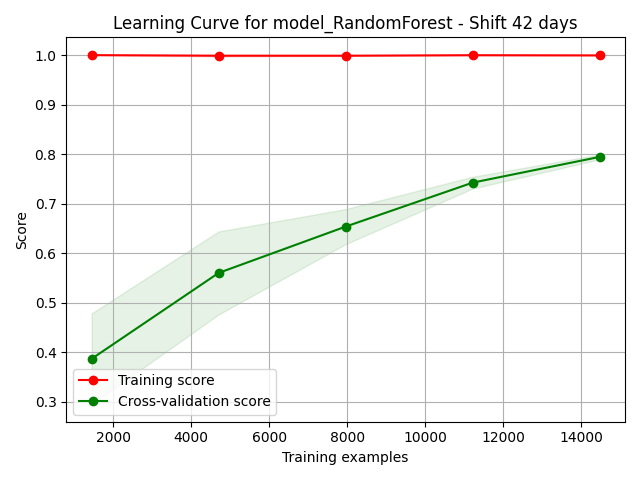 Learning Curve for model_RandomForest - Shift 42 days
1.0
0.9
0.8
0.7
0.6
0.5
0.4
0.3
Score
Training score
Cross-validation score
2000 4000 6000 8000 10000 12000 14000
Training examples